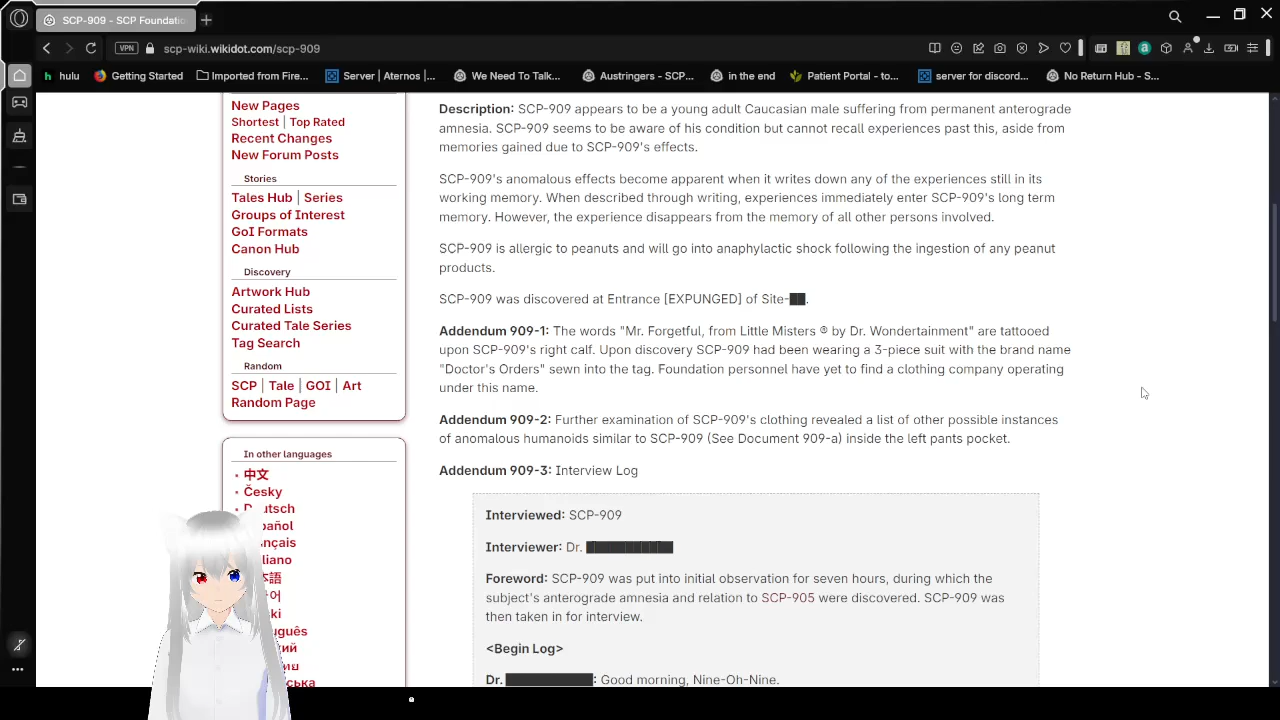 SCP-909 - SCP Foundatio
scp-wiki.wikidot.com/scp-909
VPN
hulu
Getting Started
Imported from Fire...
Server | Aternos |...
We Need To Talk...
Austringers - SCP...
in the end
Patient Portal - to...
server for discord...
No Return Hub - S...
New Pages
Shortest | Top Rated
Recent Changes
New Forum Posts
Stories
Tales Hub | Series
Groups of Interest
GoI Formats
Canon Hub
Discovery
Artwork Hub
Curated Lists
Curated Tale Series
Tag Search
Random
SCP | Tale | GOI | Art
Random Page
In other languages
中文
Česky
Description: SCP-909 appears to be a young adult Caucasian male suffering from permanent anterograde
amnesia. SCP-909 seems to be aware of his condition but cannot recall experiences past this, aside from
memories gained due to SCP-909's effects.
SCP-909's anomalous effects become apparent when it writes down any of the experiences still in its
working memory. When described through writing, experiences immediately enter SCP-909's long term
memory. However, the experience disappears from the memory of all other persons involved.
SCP-909 is allergic to peanuts and will go into anaphylactic shock following the ingestion of any peanut
products.
SCP-909 was discovered at Entrance [EXPUNGED] of Site-██.
Addendum 909-1: The words "Mr. Forgetful, from Little Misters ® by Dr. Wondertainment" are tattooed
upon SCP-909's right calf. Upon discovery SCP-909 had been wearing a 3-piece suit with the brand name
"Doctor's Orders" sewn into the tag. Foundation personnel have yet to find a clothing company operating
under this name.
Addendum 909-2: Further examination of SCP-909's clothing revealed a list of other possible instances
of anomalous humanoids similar to SCP-909 (See Document 909-a) inside the left pants pocket.
Addendum 909-3: Interview Log
Interviewed: SCP-909
Interviewer: Dr. ███████████
Foreword: SCP-909 was put into initial observation for seven hours, during which the
subject's anterograde amnesia and relation to SCP-905 were discovered. SCP-909 was
then taken in for interview.
<Begin Log>
Dr. ███████████: Good morning, Nine-Oh-Nine.